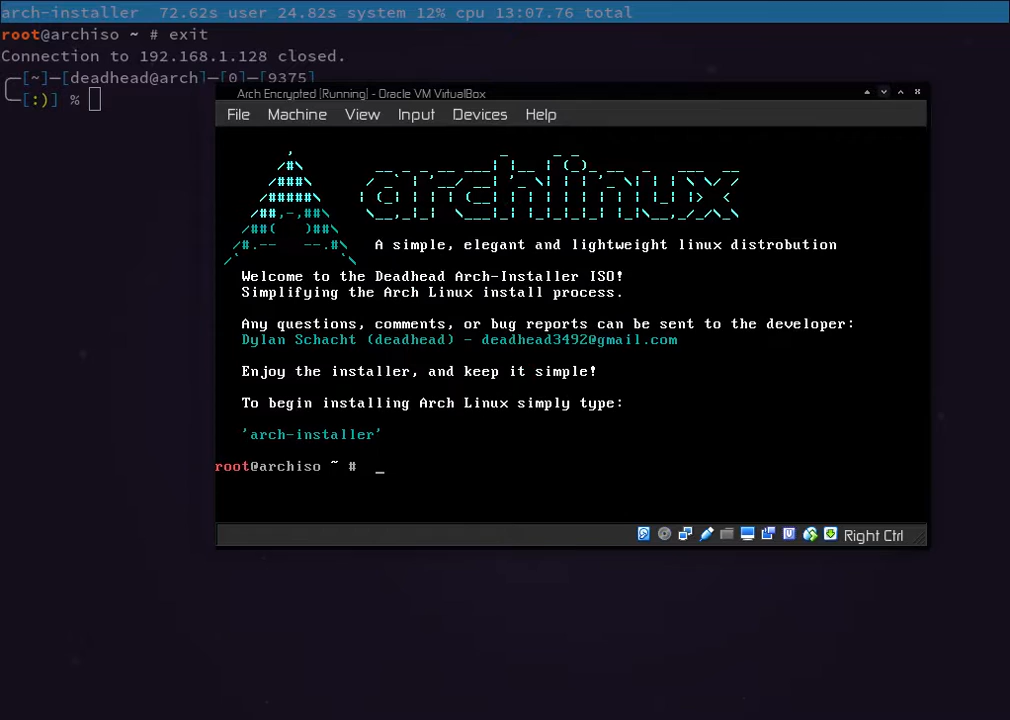 arch-installer  72.62s user 24.82s system 12% cpu 13:07.76 total
root@archiso ~ # exit
Connection to 192.168.1.128 closed.
[~]—[deadhead@arch]—[0]—[9375]
[:)] %
Arch Encrypted [Running] - Oracle VM VirtualBox
File Machine View Input Devices Help
archlinux
A simple, elegant and lightweight linux distrobution
Welcome to the Deadhead Arch-Installer ISO!
Simplifying the Arch Linux install process.
Any questions, comments, or bug reports can be sent to the developer:
Dylan Schacht (deadhead) - deadhead3492@gmail.com
Enjoy the installer, and keep it simple!
To begin installing Arch Linux simply type:
'arch-installer'
root@archiso ~ # _
Right Ctrl